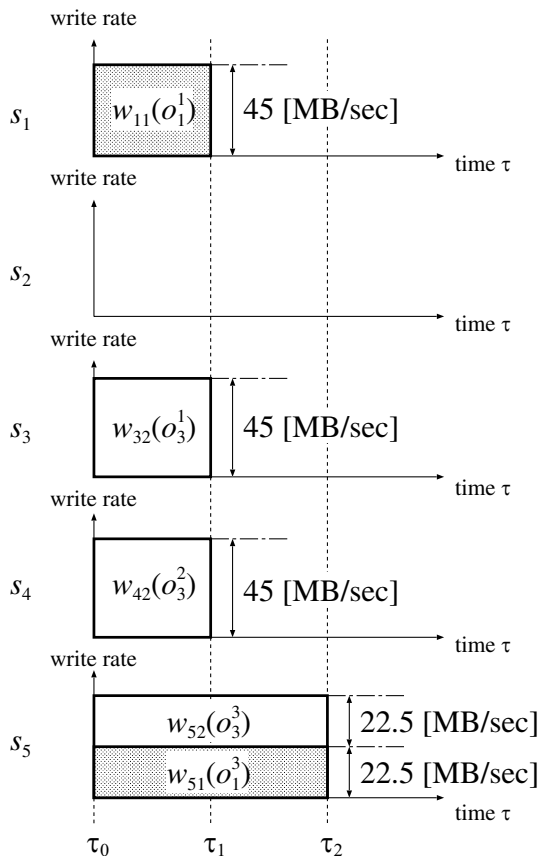 write rate
s₁
w₁₁(o₁¹)
45 [MB/sec]
time τ
write rate
s₂
time τ
write rate
s₃
w₃₂(o₃¹)
45 [MB/sec]
time τ
write rate
s₄
w₄₂(o₃²)
45 [MB/sec]
time τ
write rate
s₅
w₅₂(o₃³)
22.5 [MB/sec]
w₅₁(o₁³)
22.5 [MB/sec]
time τ
τ₀ τ₁ τ₂